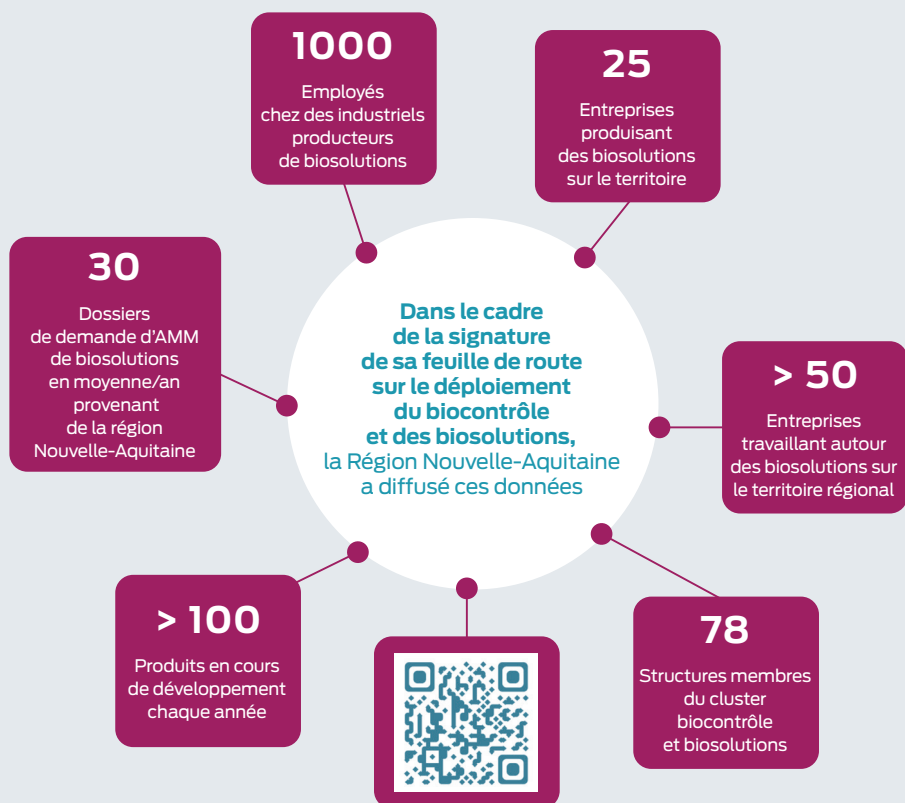 1000
Employés
chez des industriels
producteurs
de biosolutions
25
Entreprises
produisant
des biosolutions
sur le territoire
30
Dossiers
de demande d'AMM
de biosolutions
en moyenne/an
provenant
de la région
Nouvelle-Aquitaine
Dans le cadre
de la signature
de sa feuille de route
sur le déploiement
du biocontrôle
et des biosolutions,
la Région Nouvelle-Aquitaine
a diffusé ces données
> 50
Entreprises
travaillant autour
des biosolutions sur
le territoire régional
> 100
Produits en cours
de développement
chaque année
78
Structures membres
du cluster
biocontrôle
et biosolutions